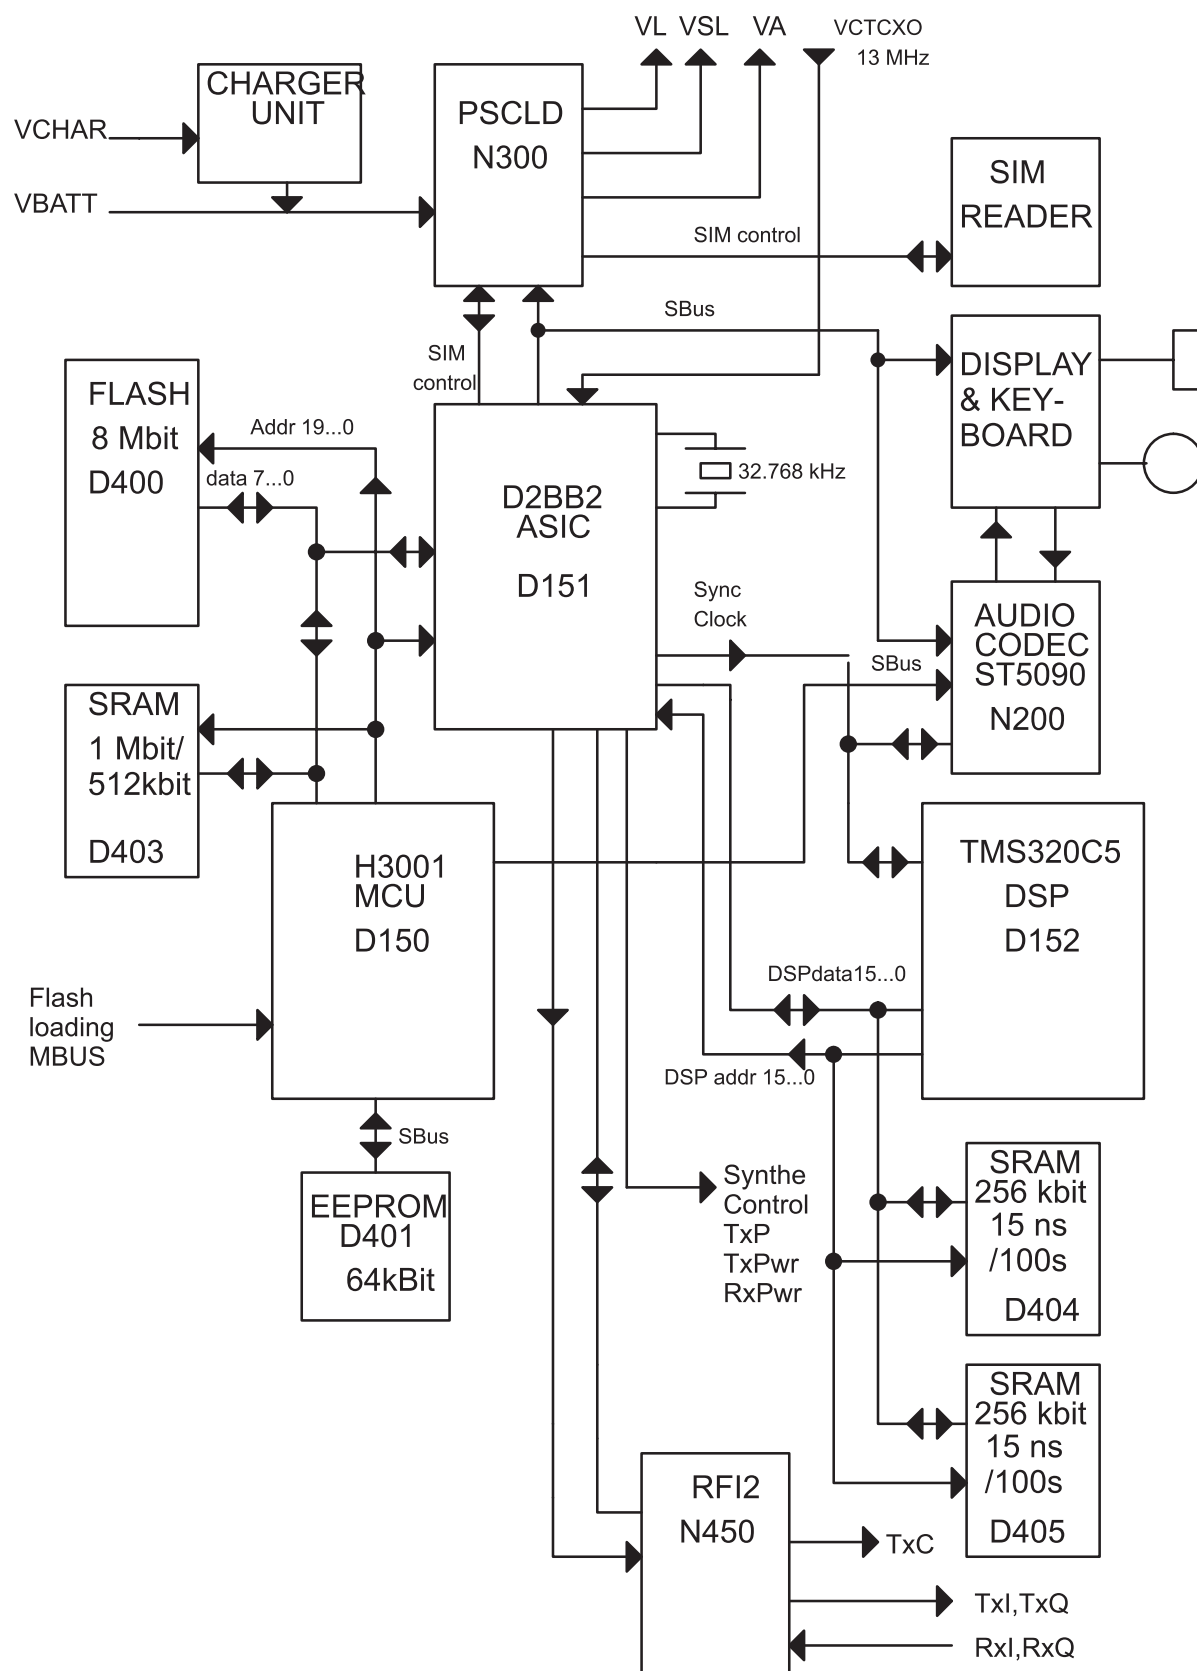 VL VSL VA VCTCXO
13 MHz
CHARGER
UNIT
PSCLD
N300
VCHAR
VBATT
SIM
READER
SIM control
SBus
SIM
control
DISPLAY
& KEY-
BOARD
FLASH
8 Mbit
D400
Addr 19...0
data 7...0
D2BB2
ASIC
D151
32.768 kHz
Sync
Clock
SBus
AUDIO
CODEC
ST5090
N200
SRAM
1 Mbit/
512kbit
D403
H3001
MCU
D150
TMS320C5
DSP
D152
DSPdata15...0
DSP addr 15...0
Flash
loading
MBUS
SBus
EEPROM
D401
64kBit
Synthe
Control
TxP
TxPwr
RxPwr
SRAM
256 kbit
15 ns
/100s
D404
SRAM
256 kbit
15 ns
/100s
D405
RFI2
N450
TxC
TxI,TxQ
RxI,RxQ